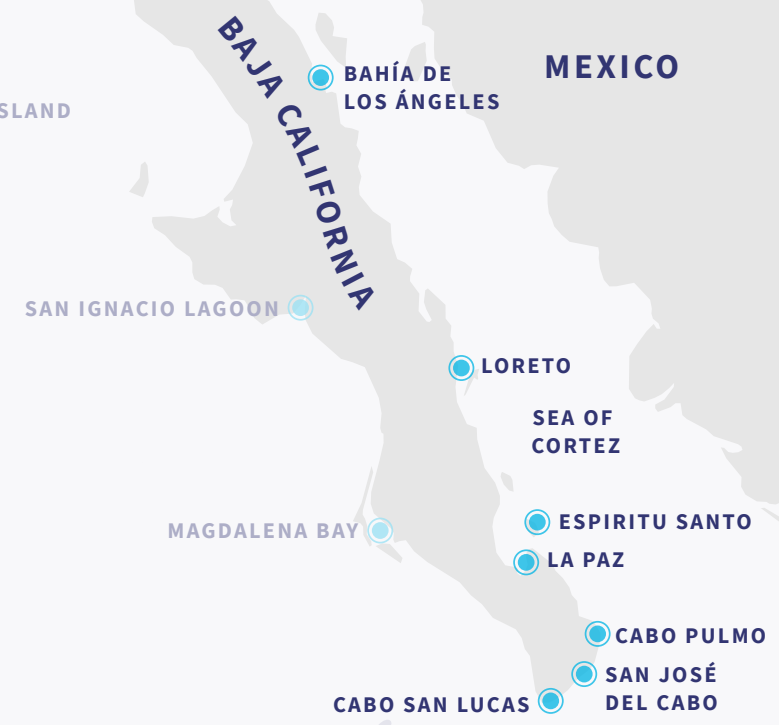 BAJA CALIFORNIA
MEXICO
BAHÍA DE
LOS ÁNGELES
SAN IGNACIO LAGOON
LORETO
SEA OF
CORTEZ
ESPIRITU SANTO
MAGDALENA BAY
LA PAZ
CABO PULMO
SAN JOSÉ
DEL CABO
CABO SAN LUCAS